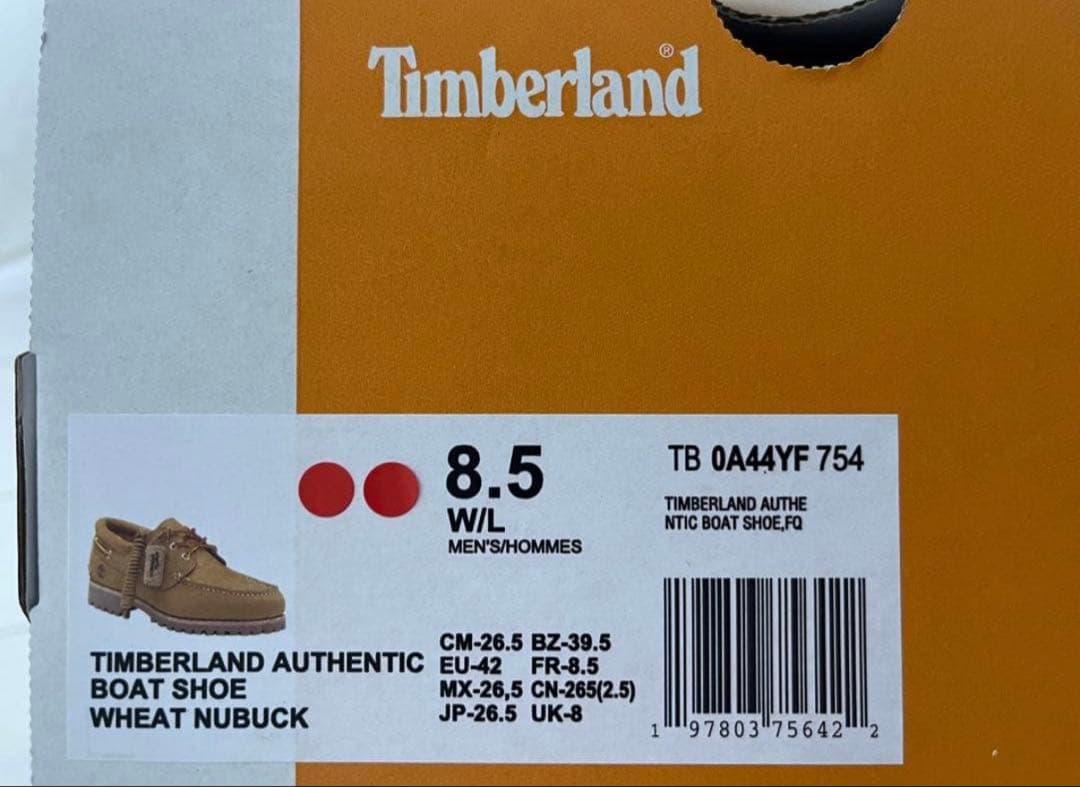 Timberland®
8.5
W/L
MEN'S/HOMMES
TB 0A44YF 754
TIMBERLAND AUTHE
NTIC BOAT SHOE,FQ
TIMBERLAND AUTHENTIC
BOAT SHOE
WHEAT NUBUCK
CM-26.5 BZ-39.5
EU-42 FR-8.5
MX-26,5 CN-265(2.5)
JP-26.5 UK-8
1 97803 75642 2